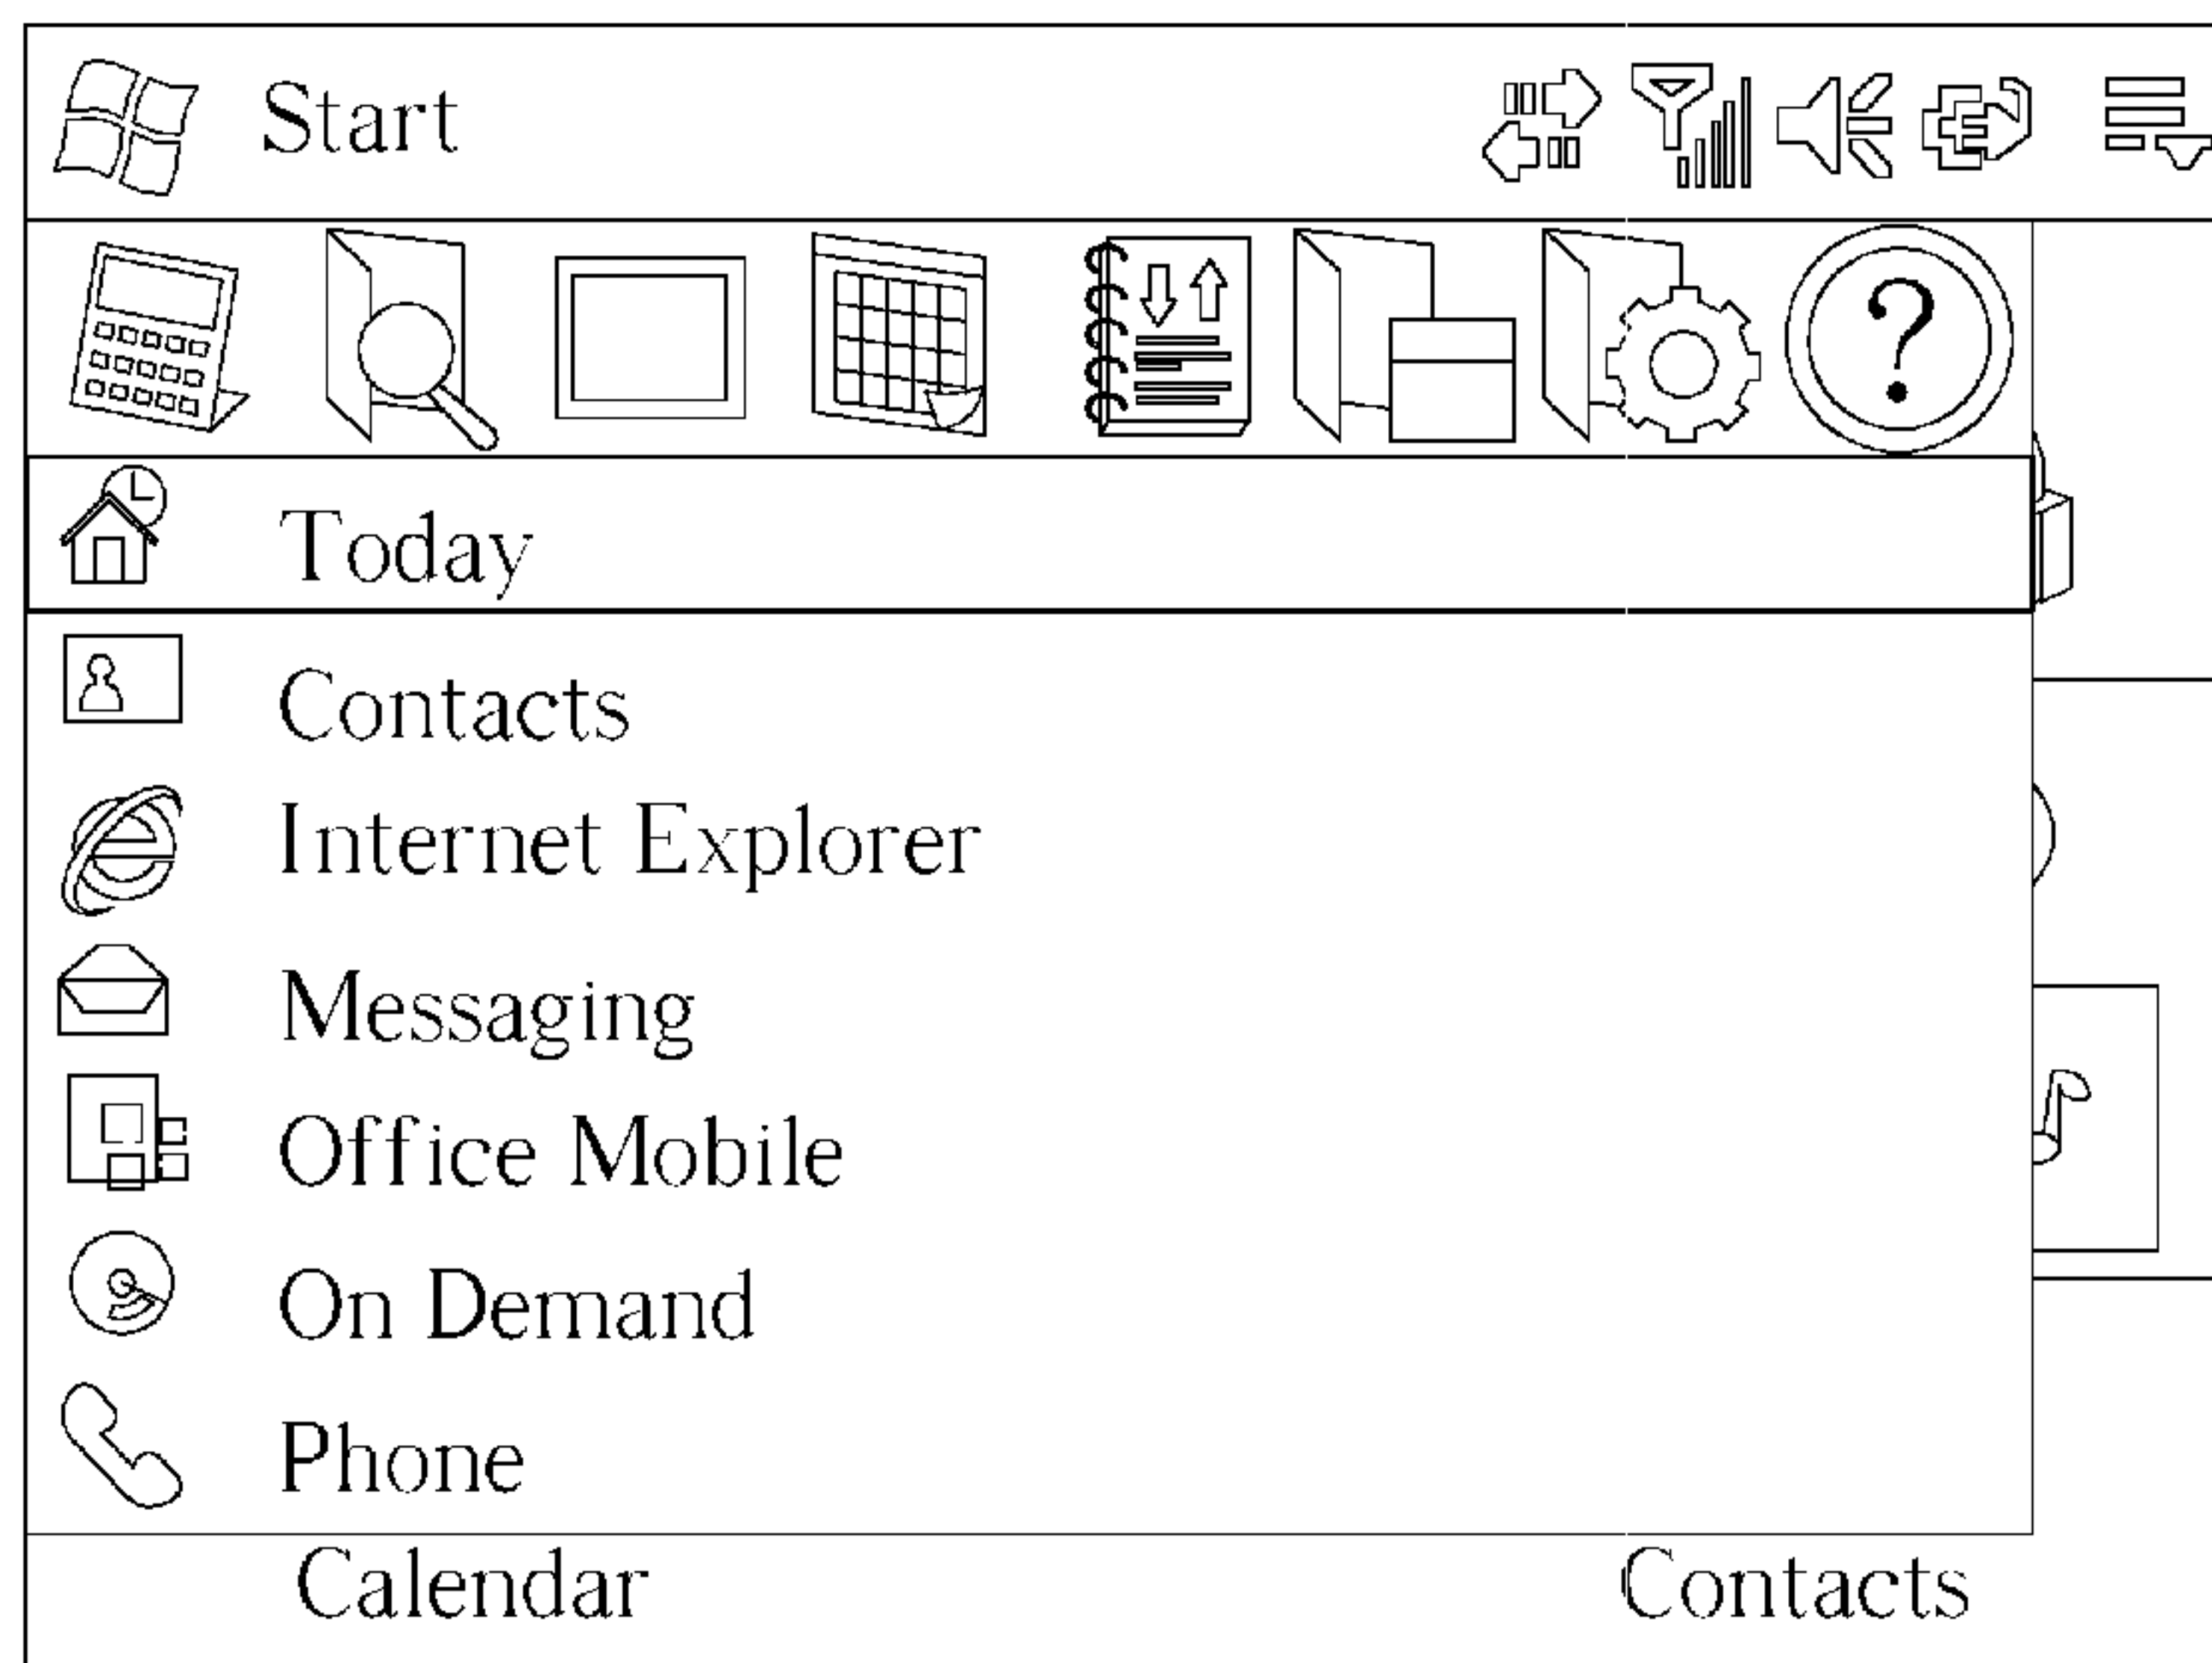 Start
Today
Contacts
Internet Explorer
Messaging
Office Mobile
On Demand
Phone
Calendar Contacts